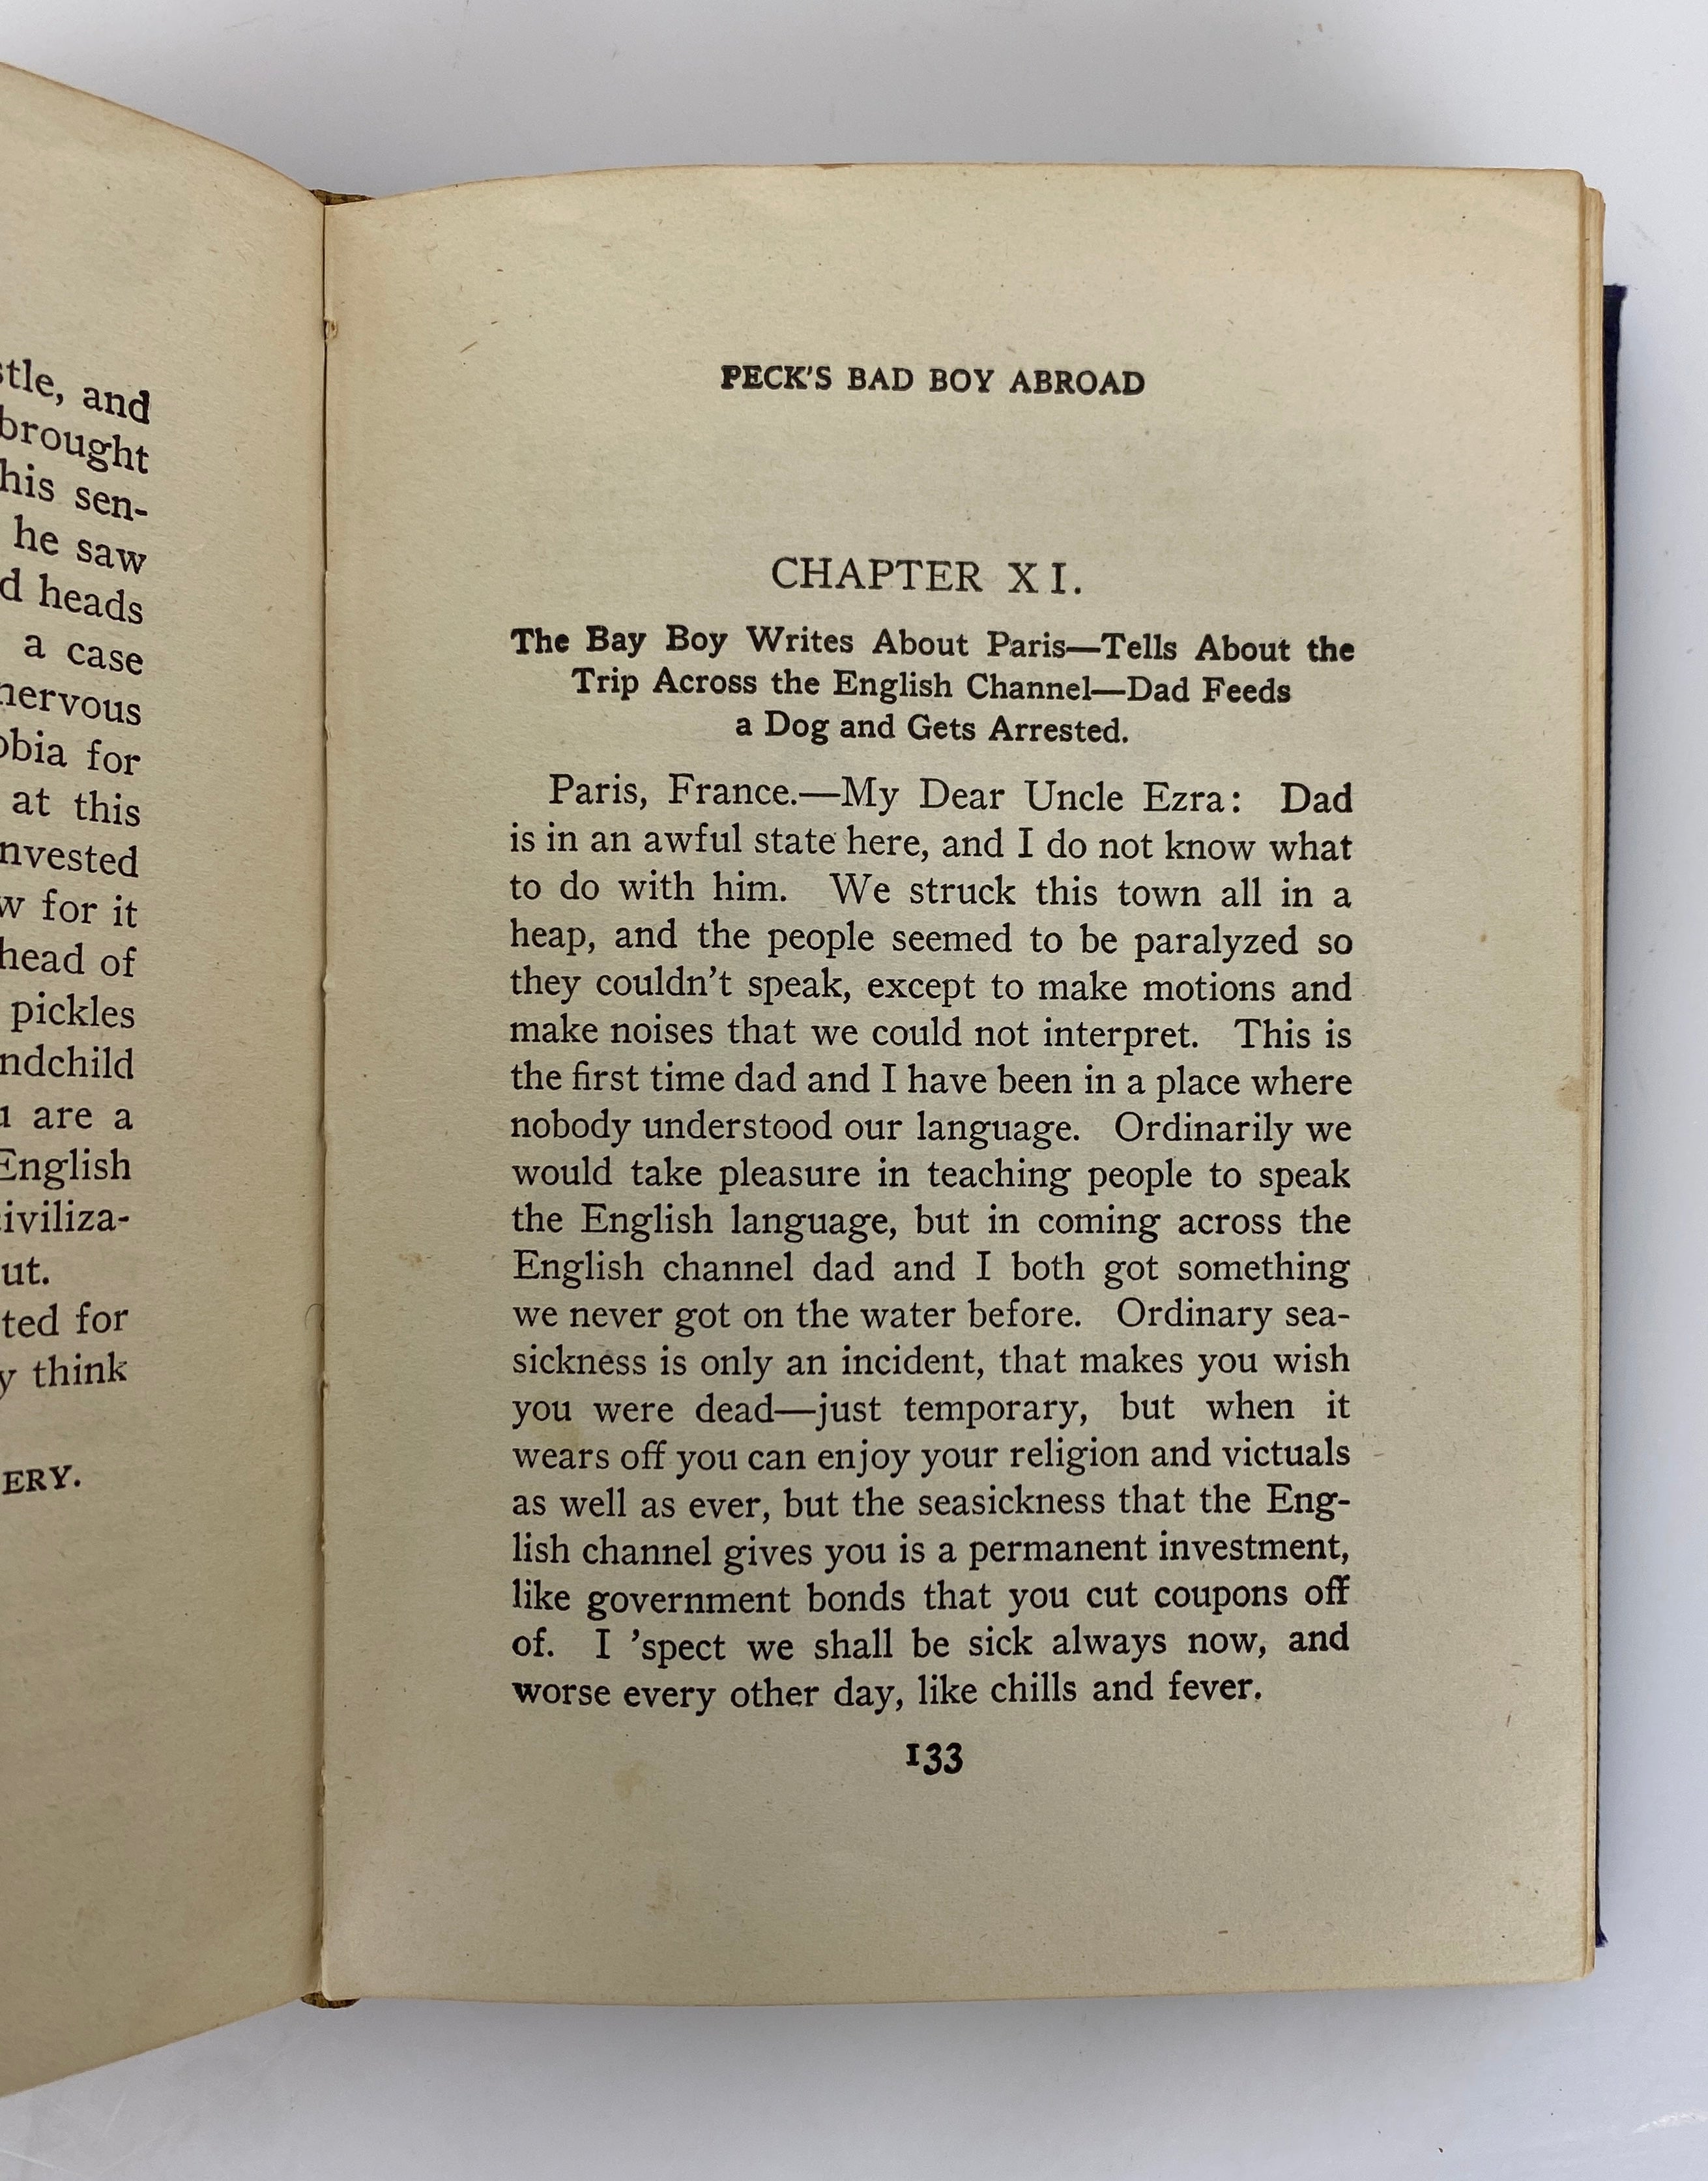 stle, and
brought
his sen-
he saw
d heads
a case
nervous
obia for
at this
nvested
w for it
head of
pickles
ndchild
u are a
English
civiliza-
ut.
ted for
y think
ERY.
PECK'S BAD BOY ABROAD
CHAPTER XI.
The Bay Boy Writes About Paris—Tells About the
Trip Across the English Channel—Dad Feeds
a Dog and Gets Arrested.
Paris, France.—My Dear Uncle Ezra: Dad
is in an awful state here, and I do not know what
to do with him. We struck this town all in a
heap, and the people seemed to be paralyzed so
they couldn't speak, except to make motions and
make noises that we could not interpret. This is
the first time dad and I have been in a place where
nobody understood our language. Ordinarily we
would take pleasure in teaching people to speak
the English language, but in coming across the
English channel dad and I both got something
we never got on the water before. Ordinary sea-
sickness is only an incident, that makes you wish
you were dead—just temporary, but when it
wears off you can enjoy your religion and victuals
as well as ever, but the seasickness that the Eng-
lish channel gives you is a permanent investment,
like government bonds that you cut coupons off
of. I 'spect we shall be sick always now, and
worse every other day, like chills and fever.
133